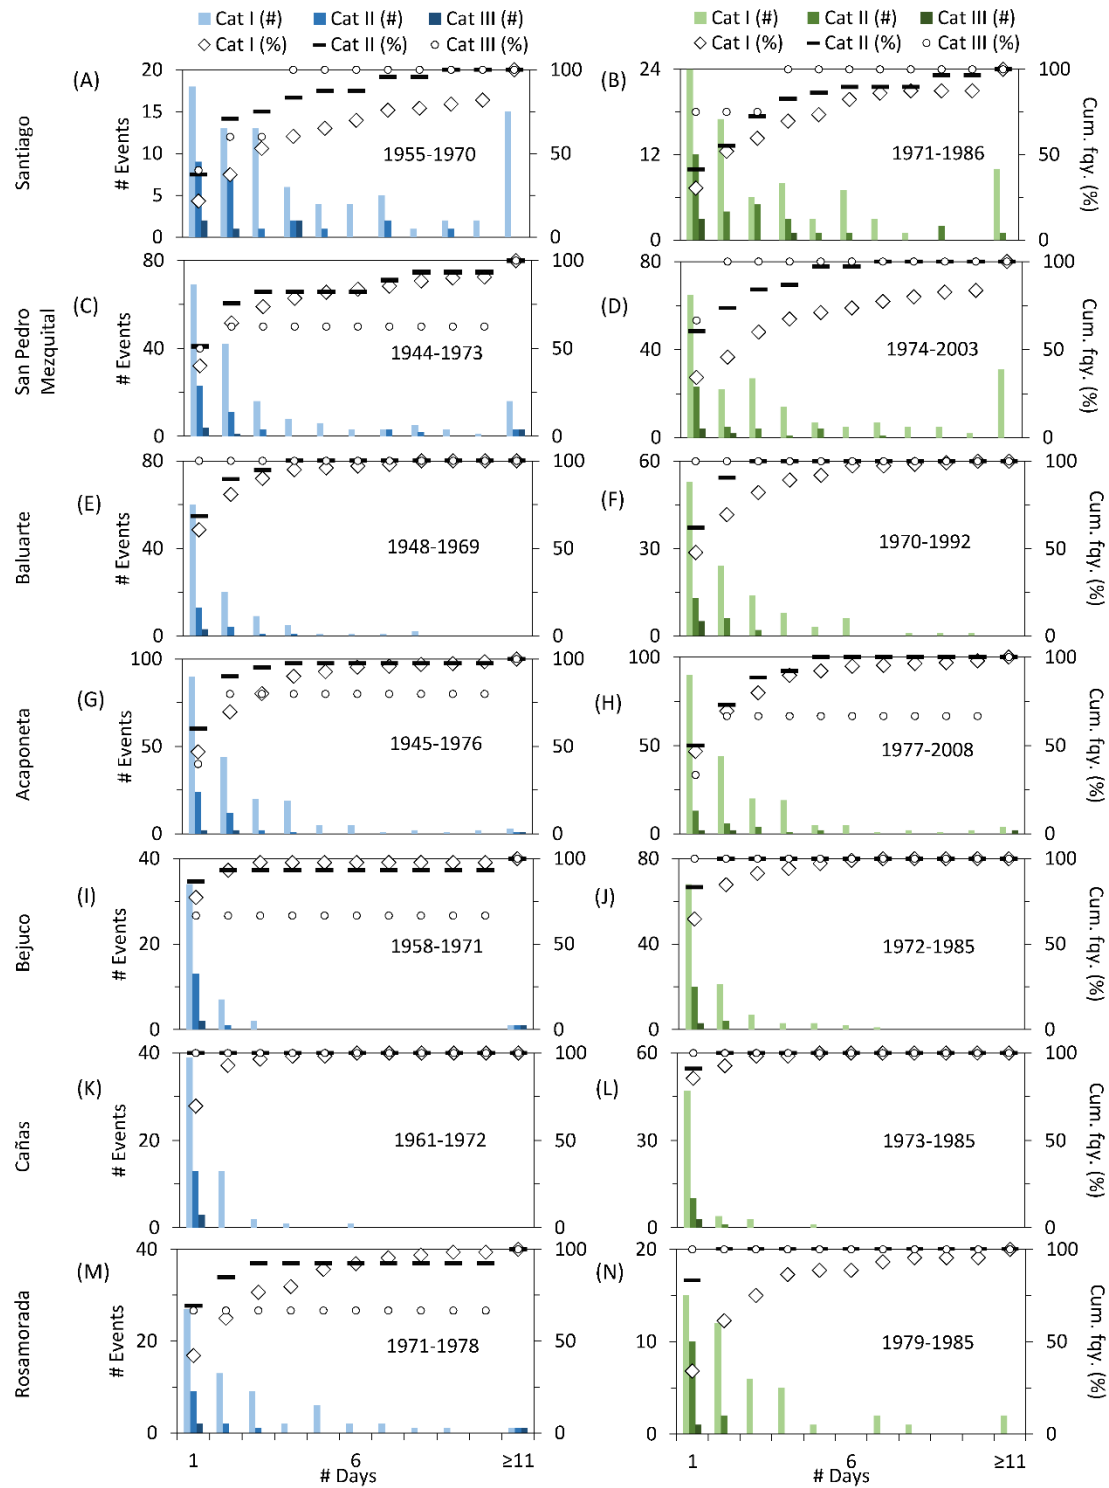 Cat I (#) Cat II (#) Cat III (#) Cat I (#) Cat II (#) Cat III (#)
Cat I (%) Cat II (%) Cat III (%) Cat I (%) Cat II (%) Cat III (%)
Santiago
# Events
(A)
20
15
10
5
0
1955-1970
100
50
0
(B)
24
12
0
1971-1986
100
50
0
Cum. fqy. (%)
San Pedro
Mezquital
# Events
(C)
80
40
0
1944-1973
100
50
0
(D)
80
40
0
1974-2003
100
50
0
Cum. fqy. (%)
Baluarte
# Events
(E)
80
40
0
1948-1969
100
50
0
(F)
60
30
0
1970-1992
100
50
0
Cum. fqy. (%)
Acaponeta
# Events
(G)
100
50
0
1945-1976
100
50
0
(H)
100
50
0
1977-2008
100
50
0
Cum. fqy. (%)
Bejuco
# Events
(I)
40
20
0
1958-1971
100
50
0
(J)
80
40
0
1972-1985
100
50
0
Cum. fqy. (%)
Cañas
# Events
(K)
40
20
0
1961-1972
100
50
0
(L)
60
30
0
1973-1985
100
50
0
Cum. fqy. (%)
Rosamorada
# Events
(M)
40
20
0
1971-1978
100
50
0
(N)
20
10
0
1979-1985
100
50
0
Cum. fqy. (%)
1 6 ≥11 1 6 ≥11
# Days # Days